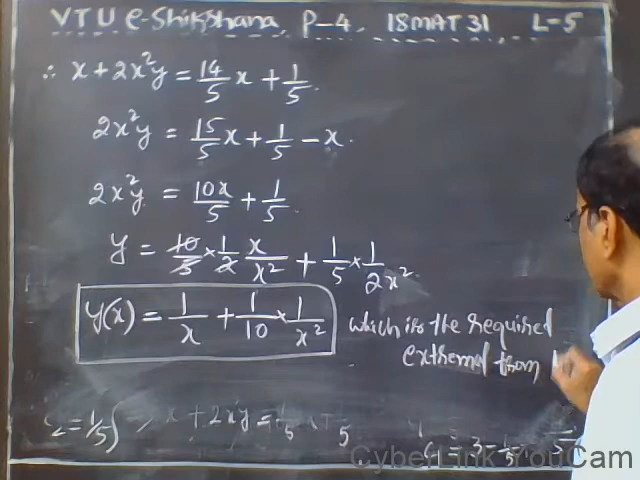 VTU e-Shikshana P-4, 18MAT31 L-5
∴ x + 2x²y = 14/5 x + 1/5.
2x²y = 15/5 x + 1/5 - x.
2x²y = 10x/5 + 1/5.
y = 10/5 × 1/2 x/x² + 1/5 × 1/2x².
y(x) = 1/x + 1/10 × 1/x² which is the required
extremal from
+ 2xy =
CyberLink YouCam